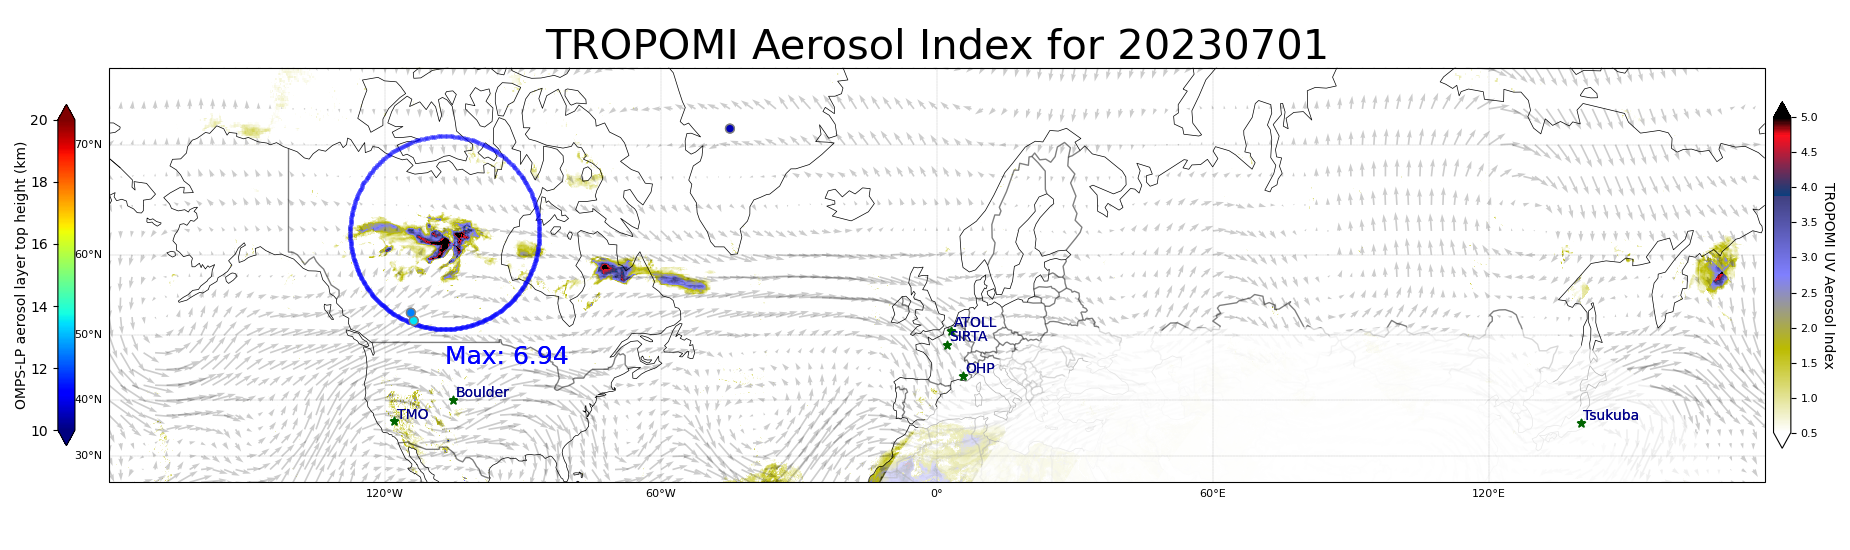 TROPOMI Aerosol Index for 20230701
OMPS-LP aerosol layer top height (km)
20
18
16
14
12
10
70°N
60°N
50°N
40°N
30°N
120°W
60°W
0°
60°E
120°E
Max: 6.94
TMO
Boulder
ATOLL
SIRTA
OHP
Tsukuba
5.0
4.5
4.0
3.5
3.0
2.5
2.0
1.5
1.0
0.5
TROPOMI UV Aerosol Index